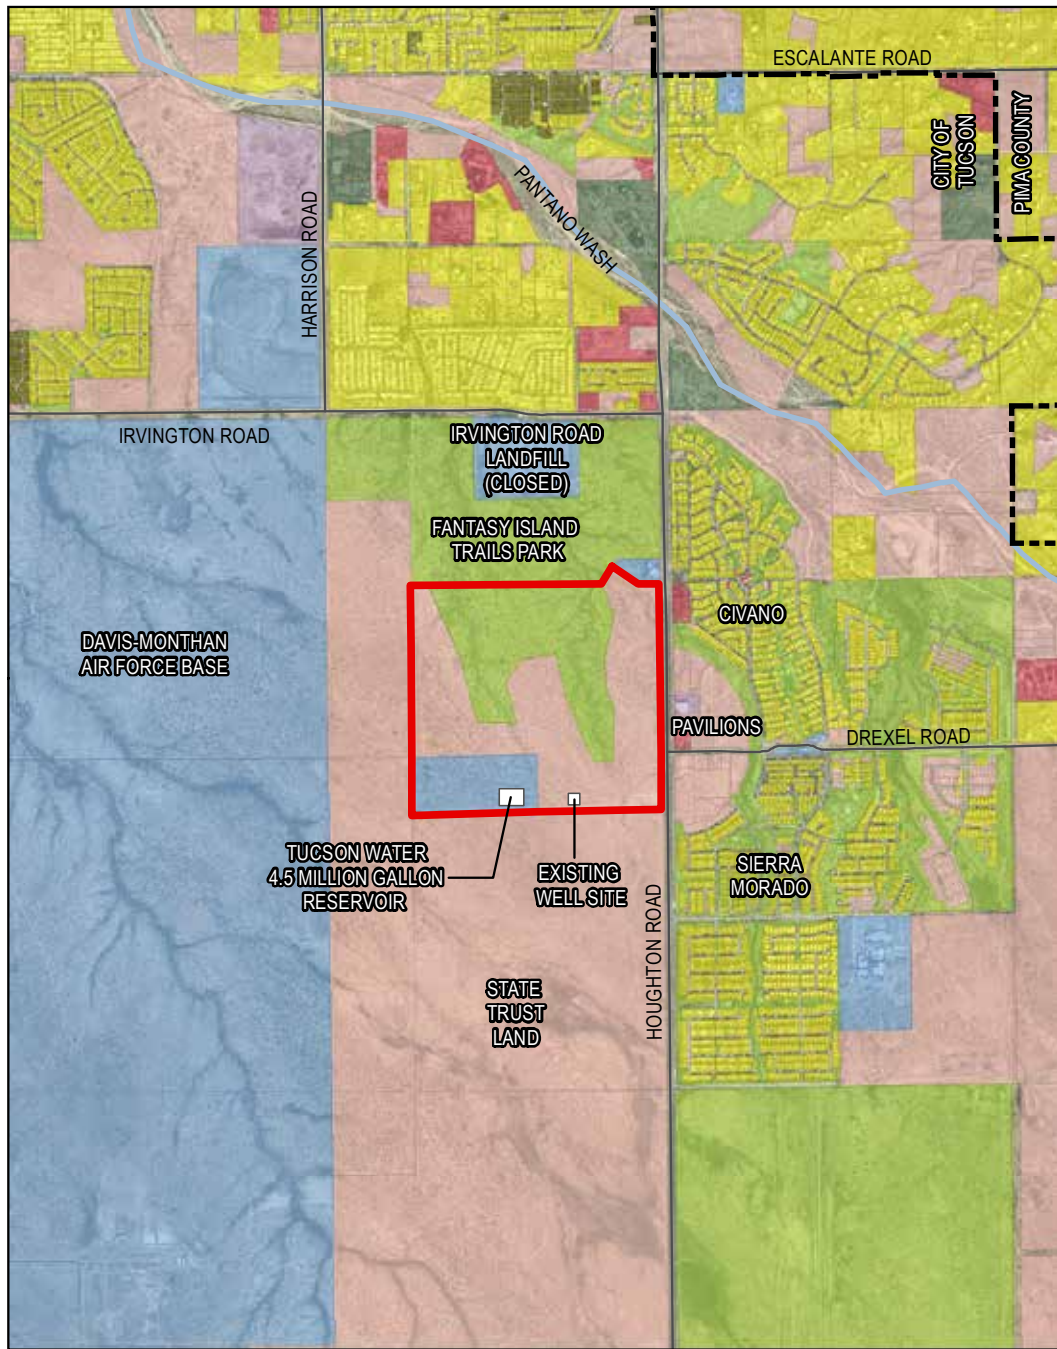 ESCALANTE ROAD
CITY OF
TUCSON
PIMA COUNTY
PANTANO WASH
HARRISON ROAD
IRVINGTON ROAD
IRVINGTON ROAD
LANDFILL
(CLOSED)
FANTASY ISLAND
TRAILS PARK
DAVIS-MONTHAN
AIR FORCE BASE
CIVANO
PAVILIONS
DREXEL ROAD
TUCSON WATER
4.5 MILLION GALLON
RESERVOIR
EXISTING
WELL SITE
SIERRA
MORADO
HOUGHTON ROAD
STATE
TRUST
LAND